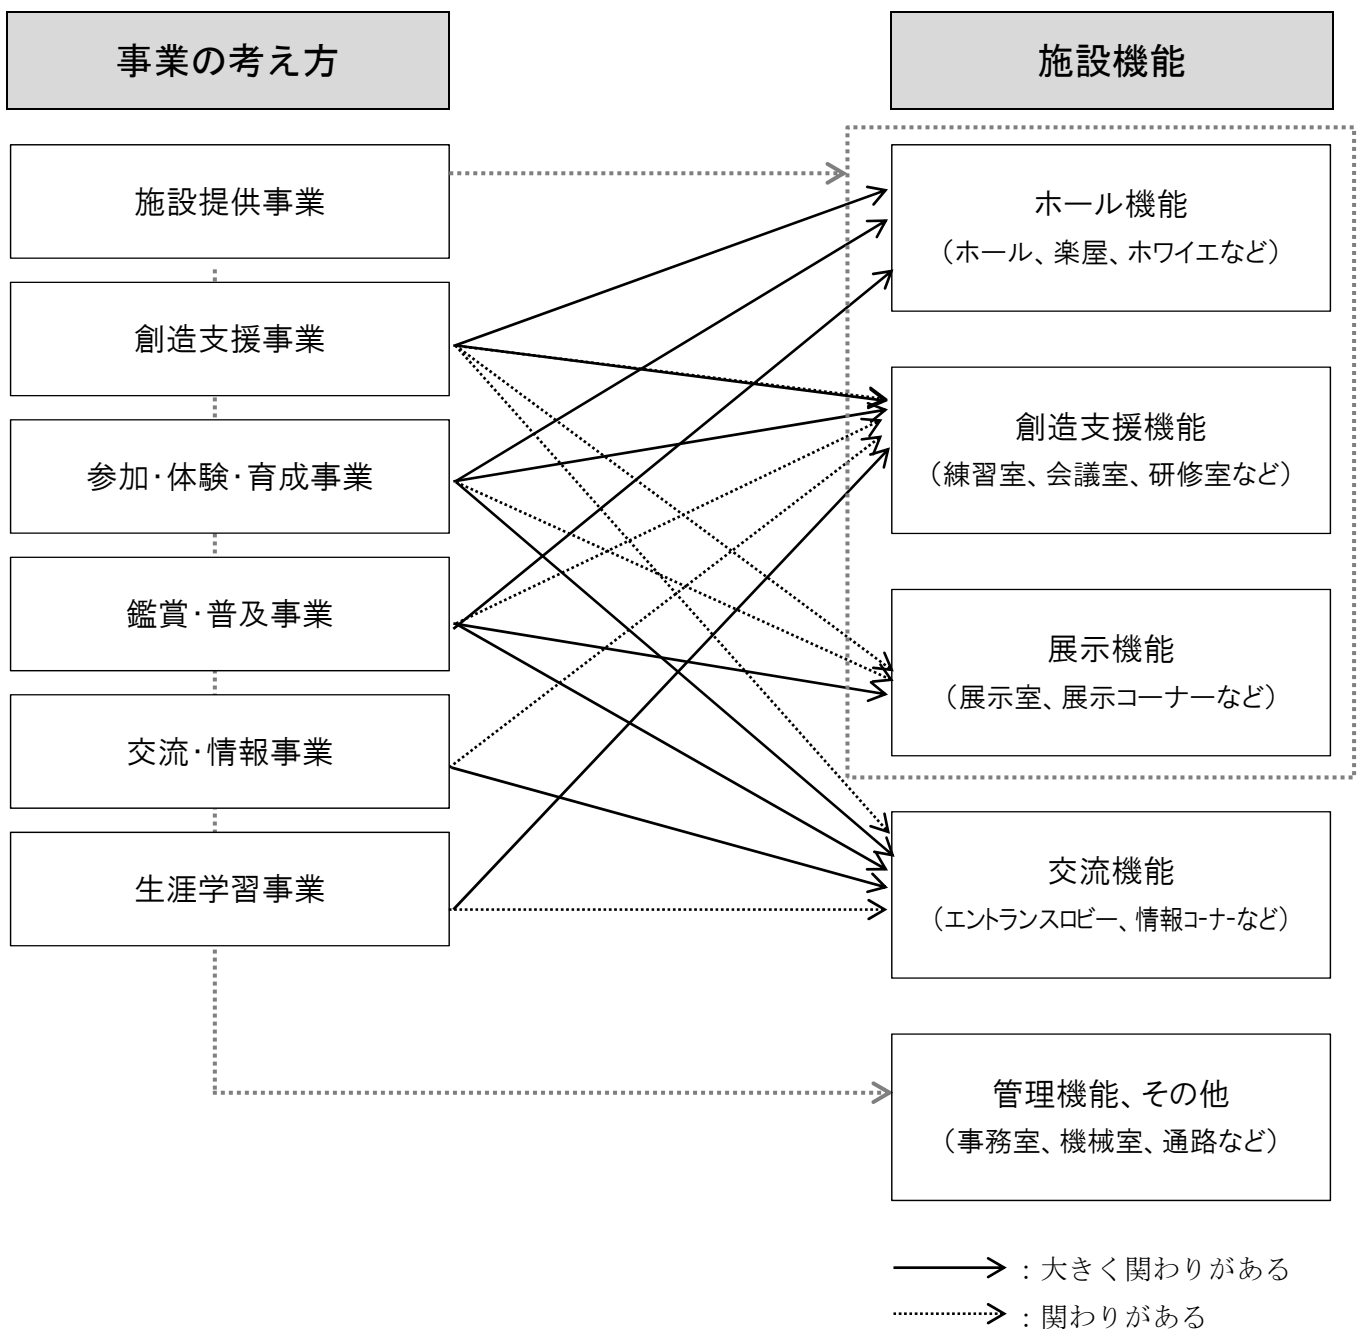 事業の考え方
施設機能
施設提供事業
創造支援事業
参加・体験・育成事業
鑑賞・普及事業
交流・情報事業
生涯学習事業
ホール機能
（ホール、楽屋、ホワイエなど）
創造支援機能
（練習室、会議室、研修室など）
展示機能
（展示室、展示コーナーなど）
交流機能
（エントランスロビー、情報ｺｰﾅｰなど）
管理機能、その他
（事務室、機械室、通路など）
：大きく関わりがある
：関わりがある